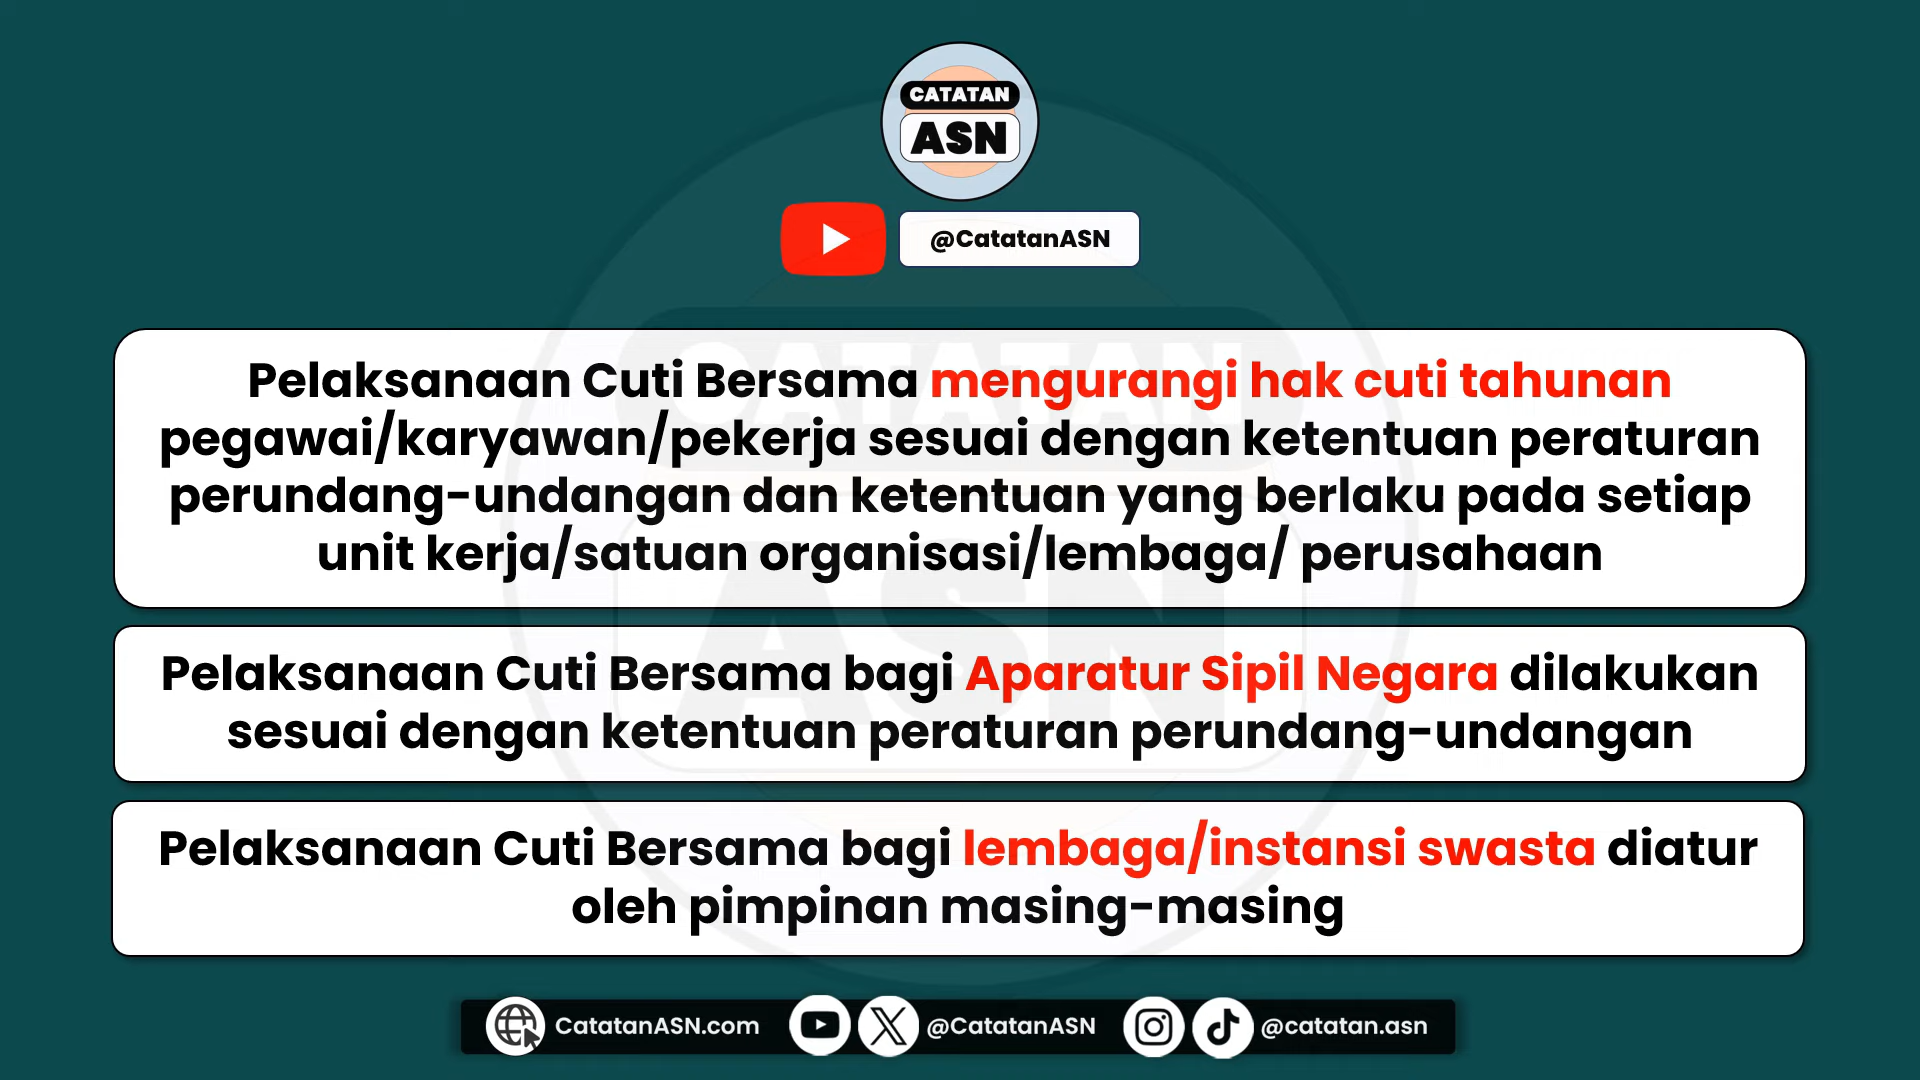 CATATAN
ASN
@CatatanASN
Pelaksanaan Cuti Bersama mengurangi hak cuti tahunan
pegawai/karyawan/pekerja sesuai dengan ketentuan peraturan
perundang-undangan dan ketentuan yang berlaku pada setiap
unit kerja/satuan organisasi/lembaga/ perusahaan
Pelaksanaan Cuti Bersama bagi Aparatur Sipil Negara dilakukan
sesuai dengan ketentuan peraturan perundang-undangan
Pelaksanaan Cuti Bersama bagi lembaga/instansi swasta diatur
oleh pimpinan masing-masing
CatatanASN.com @CatatanASN @catatan.asn